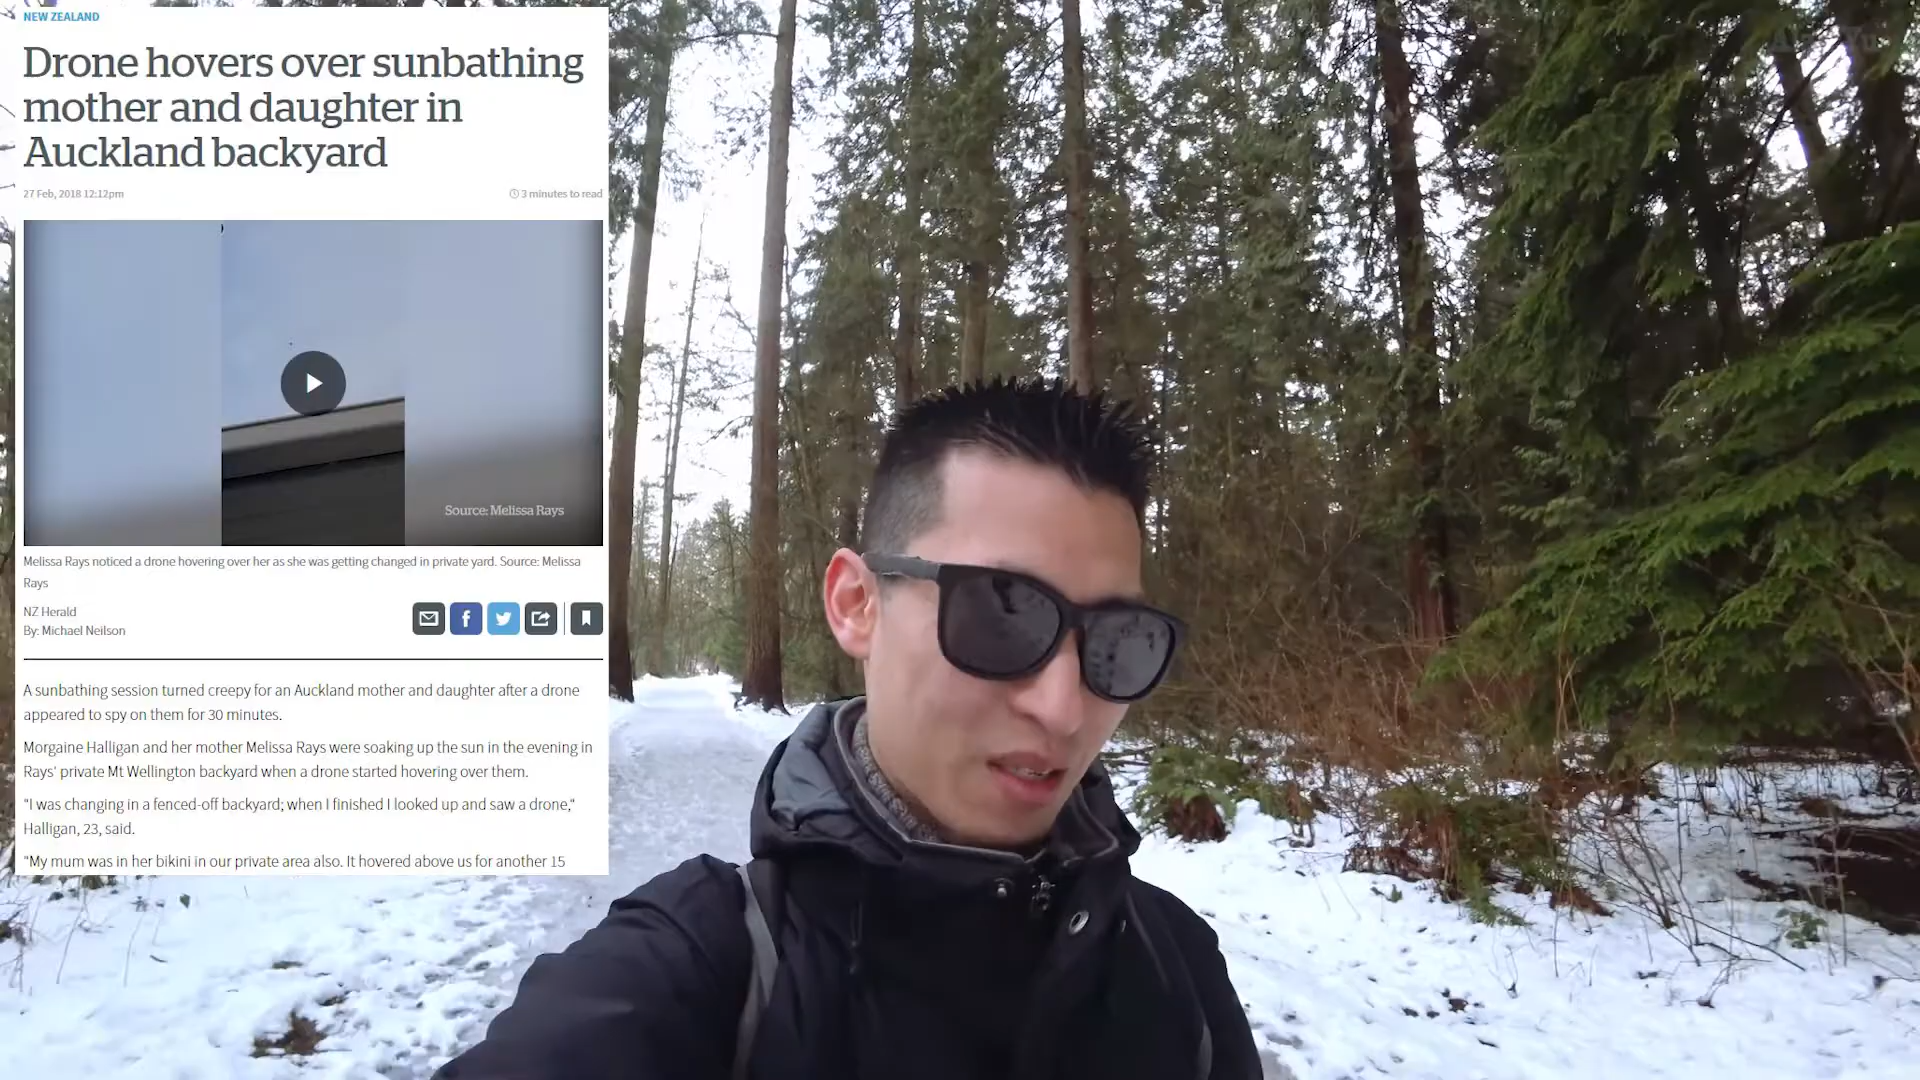 NEW ZEALAND
Drone hovers over sunbathing
mother and daughter in
Auckland backyard
27 Feb, 2018 12:12pm
3 minutes to read
Source: Melissa Rays
Melissa Rays noticed a drone hovering over her as she was getting changed in private yard. Source: Melissa
Rays
NZ Herald
By: Michael Neilson
A sunbathing session turned creepy for an Auckland mother and daughter after a drone
appeared to spy on them for 30 minutes.
Morgaine Halligan and her mother Melissa Rays were soaking up the sun in the evening in
Rays' private Mt Wellington backyard when a drone started hovering over them.
"I was changing in a fenced-off backyard; when I finished I looked up and saw a drone,"
Halligan, 23, said.
"My mum was in her bikini in our private area also. It hovered above us for another 15